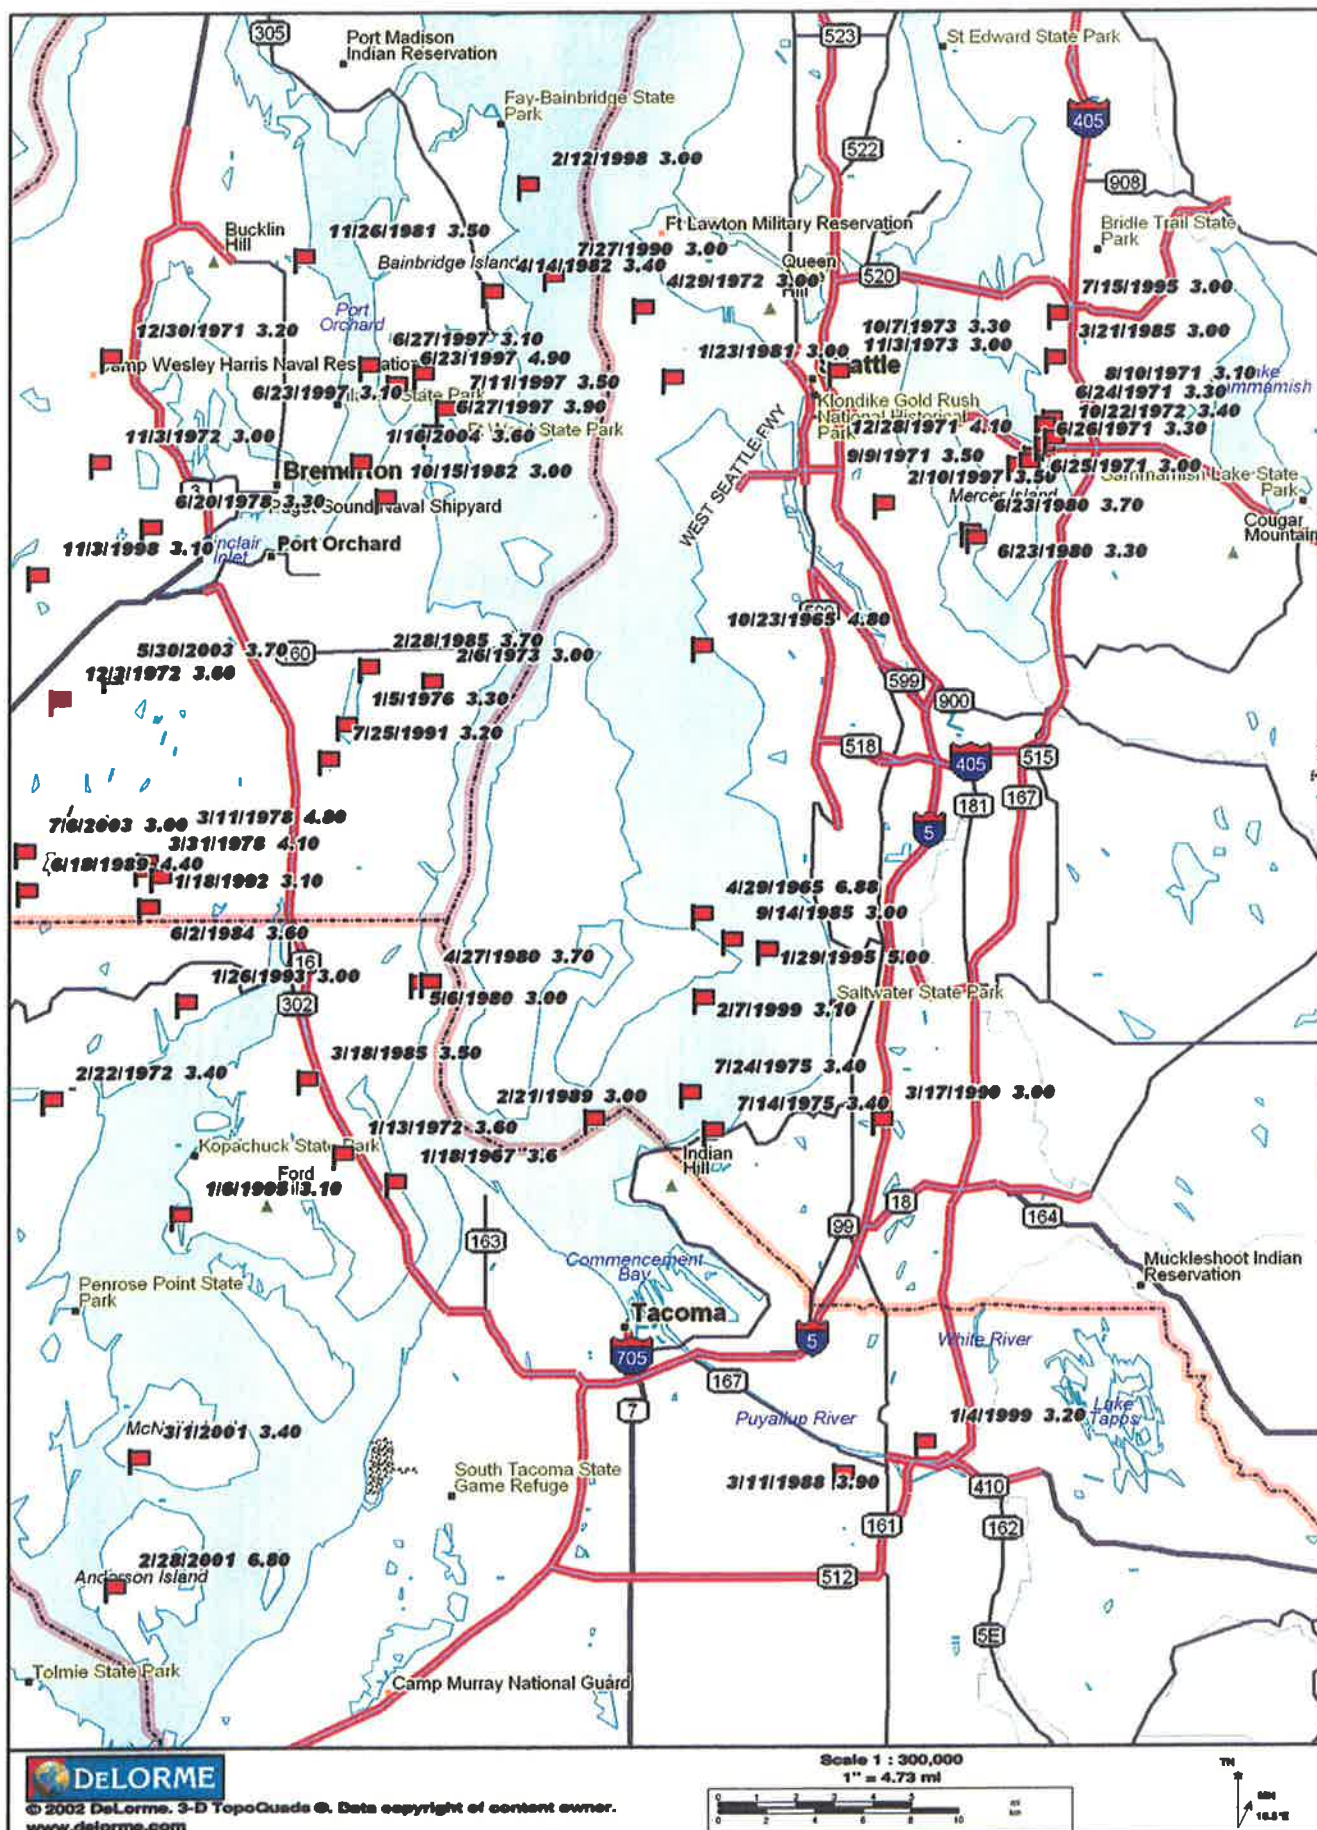 305
Port Madison
Indian Reservation
523
St Edward State Park
Fay-Bainbridge State
Park
405
522
2/12/1998 3.00
908
Bucklin
Hill
11/26/1981 3.50
Ft Lawton Military Reservation
Bridle Trail State
Park
7/27/1990 3.00
Bainbridge Island
4/14/1982 3.40
Queen
Hill
520
4/29/1972 3.00
7/15/1995 3.00
Port
Orchard
12/30/1971 3.20
6/27/1997 3.10
10/7/1973 3.30
3/21/1985 3.00
11/3/1973 3.00
1/23/1981 3.00
Camp Wesley Harris Naval Reservation
6/23/1997 4.90
Seattle
8/10/1971 3.10
7/11/1997 3.50
6/23/1997 3.10
State Park
6/24/1971 3.30
Klondike Gold Rush
National Historical
Park
6/27/1997 3.90
10/22/1972 3.40
12/28/1971 4.10
6/26/1971 3.30
11/3/1972 3.00
1/16/2004 3.60
State Park
9/9/1971 3.50
Bremerton
10/15/1982 3.00
6/25/1971 3.00
2/10/1997 3.50
Sammamish Lake State
Park
3
6/20/1978 3.30
Puget Sound Naval Shipyard
WEST SEATTLE FWY
Mercer Island
6/23/1980 3.70
Cougar
Mountain
11/3/1998 3.10
Sinclair
Inlet
Port Orchard
6/23/1980 3.30
10/23/1965 4.80
5/30/2003 3.70
2/28/1985 3.70
2/6/1973 3.00
12/3/1972 3.60
599
900
1/5/1976 3.30
7/25/1991 3.20
518
405
515
181
167
3/11/1978 4.80
7/6/2003 3.00
5
3/31/1978 4.10
6/18/1989 4.40
1/18/1992 3.10
4/29/1965 6.88
9/14/1985 3.00
6/2/1984 3.60
4/27/1980 3.70
1/29/1995 5.00
16
1/26/1993 3.00
302
5/6/1980 3.00
Saltwater State Park
2/7/1999 3.10
3/18/1985 3.50
7/24/1975 3.40
2/22/1972 3.40
2/21/1989 3.00
3/17/1990 3.00
7/14/1975 3.40
1/13/1972 3.60
Kopachuck State Park
1/18/1967 3.6
Indian
Hill
Ford
1/6/1995 3.10
18
164
99
163
Commencement
Bay
Muckleshoot Indian
Reservation
Penrose Point State
Park
Tacoma
5
White River
705
167
7
Puyallup River
1/4/1999 3.20
Lake
Tapps
3/1/2001 3.40
South Tacoma State
Game Refuge
3/11/1988 3.90
410
161
162
2/28/2001 6.80
Anderson Island
512
5E
Tolmie State Park
Camp Murray National Guard
DELORME
Scale 1 : 300,000
1" = 4.73 mi
TN
MN
© 2002 DeLorme. 3-D TopoQuads ®. Data copyright of content owner.
www.delorme.com